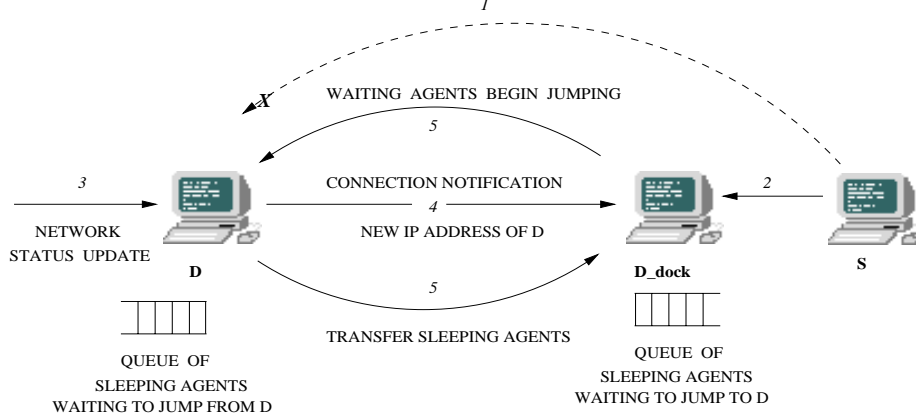 1
X
WAITING AGENTS BEGIN JUMPING
5
3
CONNECTION NOTIFICATION
2
4
NETWORK
STATUS UPDATE
NEW IP ADDRESS OF D
D
D_dock
S
5
TRANSFER SLEEPING AGENTS
QUEUE OF
SLEEPING AGENTS
WAITING TO JUMP FROM D
QUEUE OF
SLEEPING AGENTS
WAITING TO JUMP TO D